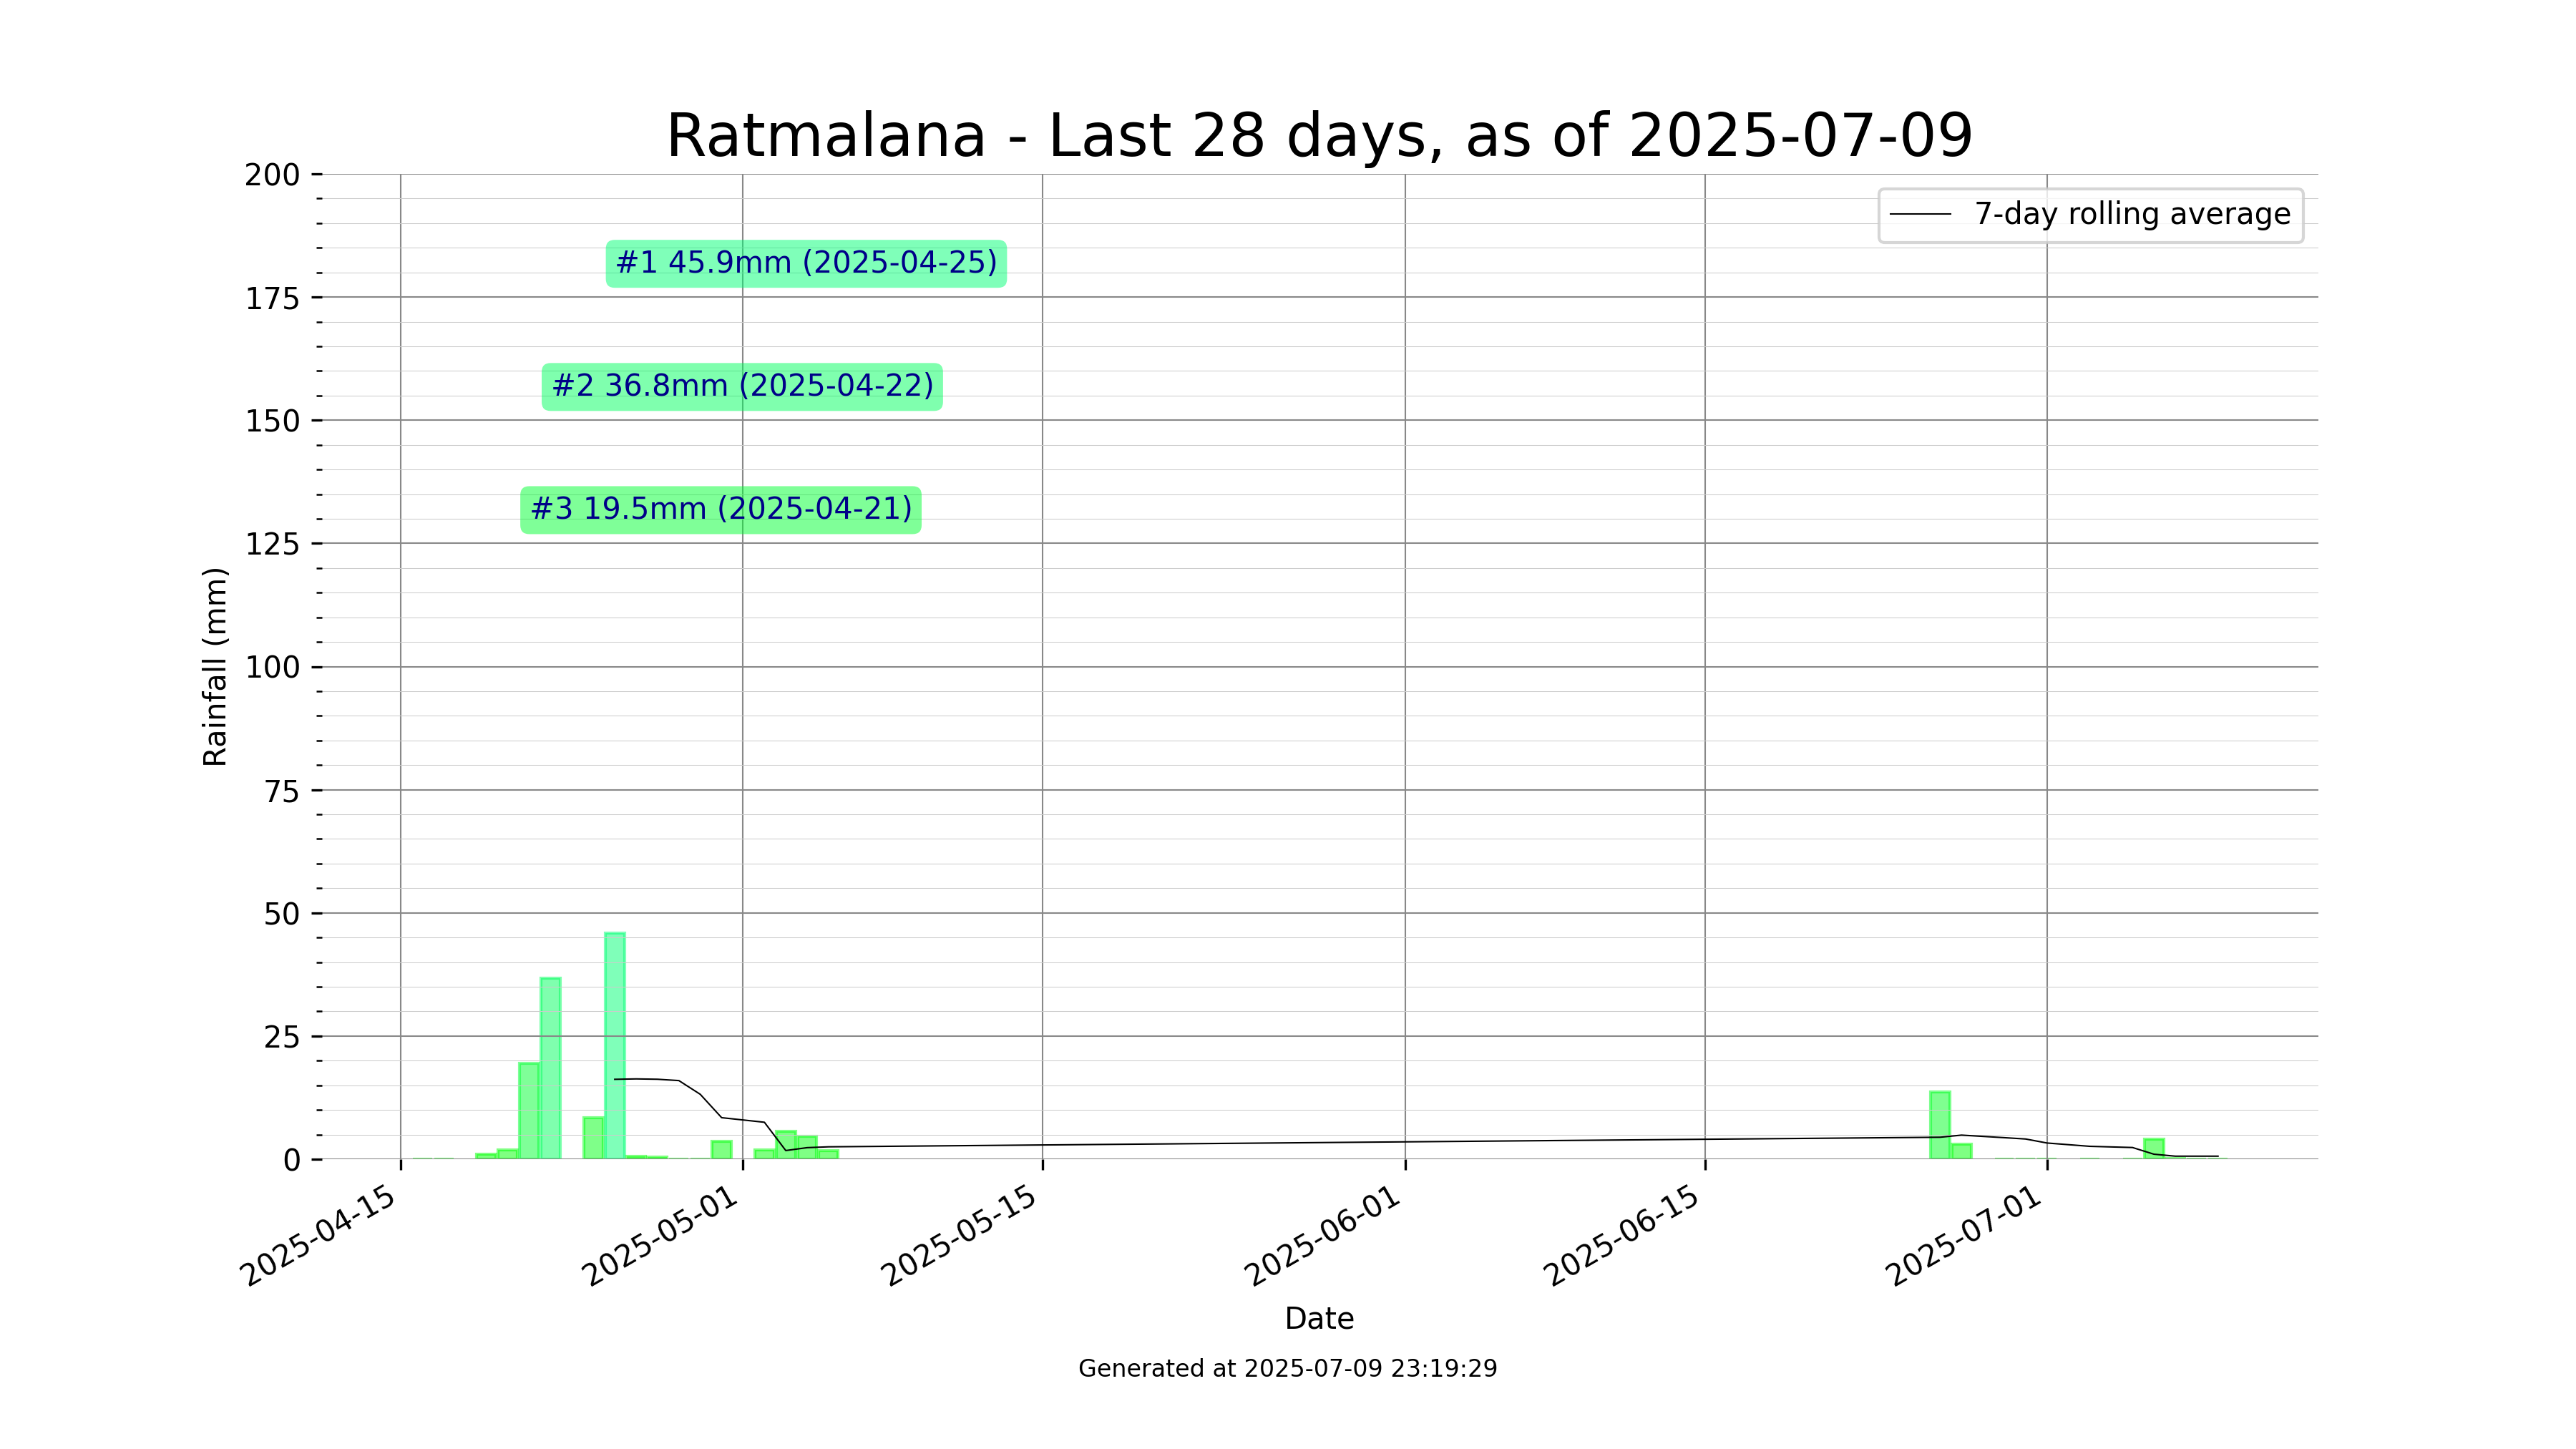 Ratmalana - Last 28 days, as of 2025-07-09
7-day rolling average
#1 45.9mm (2025-04-25)
#2 36.8mm (2025-04-22)
#3 19.5mm (2025-04-21)
Rainfall (mm)
200
175
150
125
100
75
50
25
0
2025-04-15
2025-05-01
2025-05-15
2025-06-01
2025-06-15
2025-07-01
Date
Generated at 2025-07-09 23:19:29